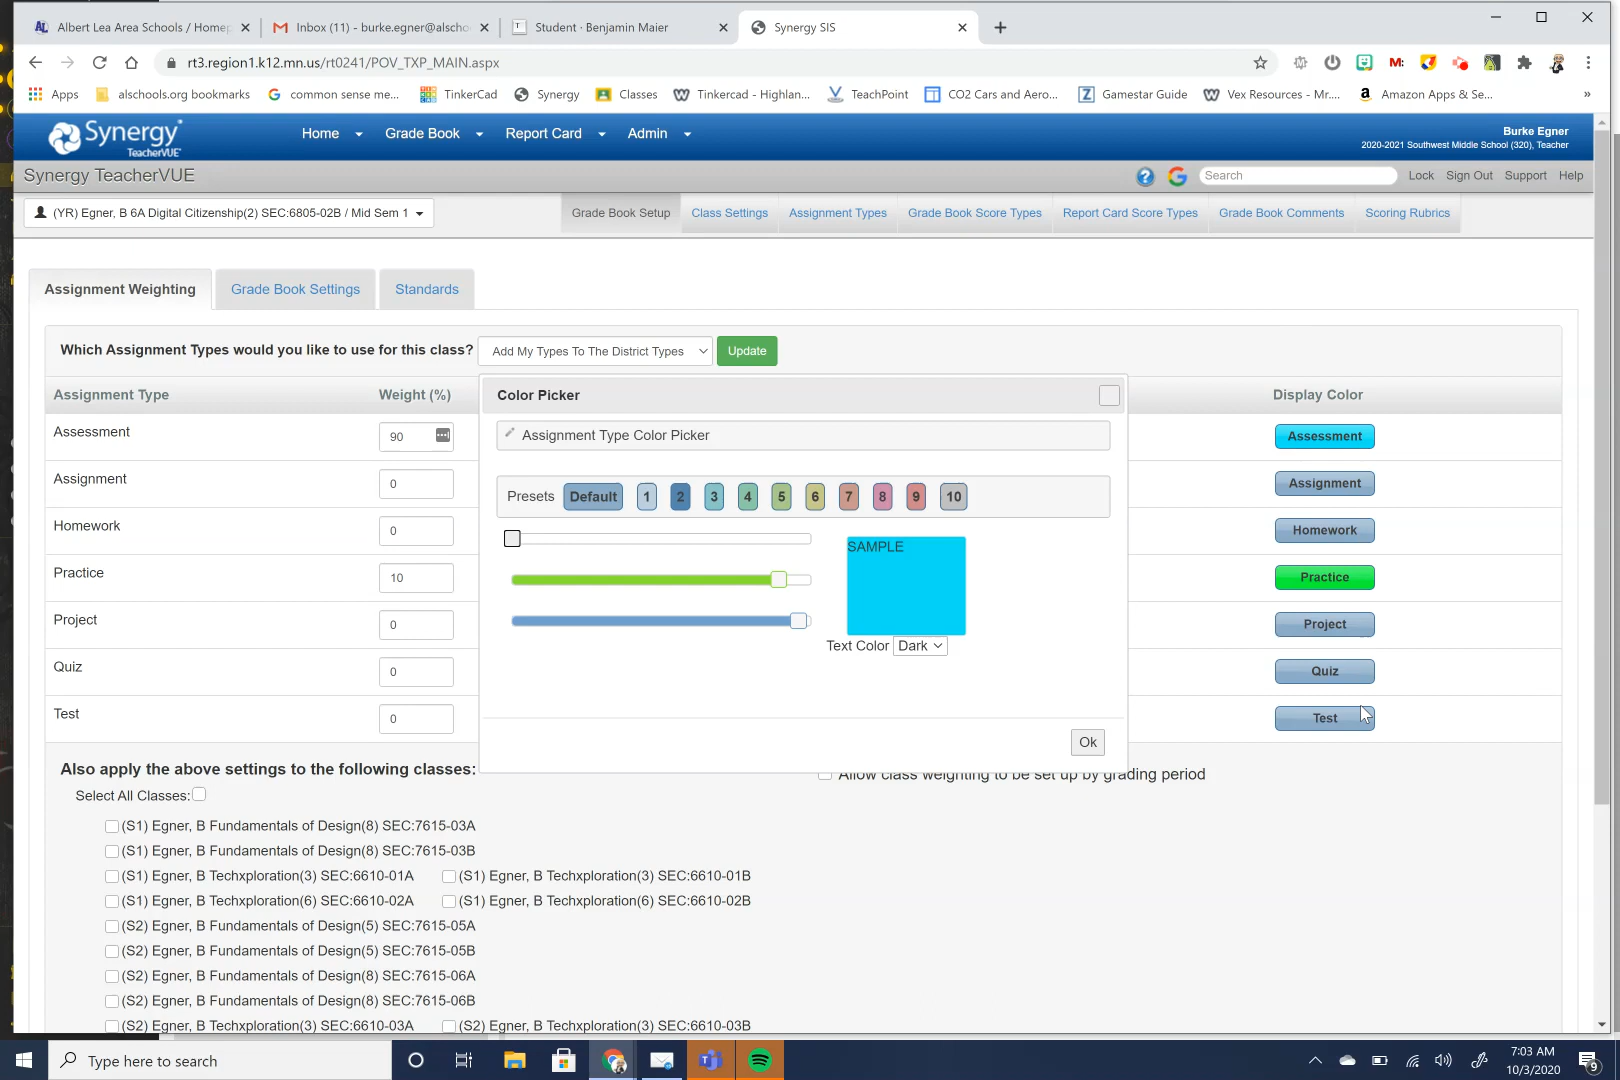 Albert Lea Area Schools / Homep
Inbox (11) - burke.egner@alscho
Student · Benjamin Maier
Synergy SIS
rt3.region1.k12.mn.us/rt0241/POV_TXP_MAIN.aspx
M:
Apps
alschools.org bookmarks
common sense me...
TinkerCad
Synergy
Classes
Tinkercad - Highlan...
TeachPoint
CO2 Cars and Aero...
Gamestar Guide
Vex Resources - Mr....
Amazon Apps & Se...
»
Synergy
TeacherVUE
Home
Grade Book
Report Card
Admin
Burke Egner
2020-2021 Southwest Middle School (320), Teacher
Synergy TeacherVUE
Search
Lock
Sign Out
Support
Help
(YR) Egner, B 6A Digital Citizenship(2) SEC:6805-02B / Mid Sem 1
Grade Book Setup
Class Settings
Assignment Types
Grade Book Score Types
Report Card Score Types
Grade Book Comments
Scoring Rubrics
Assignment Weighting
Grade Book Settings
Standards
Which Assignment Types would you like to use for this class?
Add My Types To The District Types
Update
Assignment Type
Weight (%)
Display Color
Assessment
90
Assessment
Assignment
0
Assignment
Homework
0
Homework
Practice
10
Practice
Project
0
Project
Quiz
0
Quiz
Test
0
Test
Color Picker
Assignment Type Color Picker
Presets
Default
1
2
3
4
5
6
7
8
9
10
SAMPLE
Text Color
Dark
Ok
Also apply the above settings to the following classes:
Allow class weighting to be set up by grading period
Select All Classes:
(S1) Egner, B Fundamentals of Design(8) SEC:7615-03A
(S1) Egner, B Fundamentals of Design(8) SEC:7615-03B
(S1) Egner, B Techxploration(3) SEC:6610-01A
(S1) Egner, B Techxploration(3) SEC:6610-01B
(S1) Egner, B Techxploration(6) SEC:6610-02A
(S1) Egner, B Techxploration(6) SEC:6610-02B
(S2) Egner, B Fundamentals of Design(5) SEC:7615-05A
(S2) Egner, B Fundamentals of Design(5) SEC:7615-05B
(S2) Egner, B Fundamentals of Design(8) SEC:7615-06A
(S2) Egner, B Fundamentals of Design(8) SEC:7615-06B
(S2) Egner, B Techxploration(3) SEC:6610-03A
(S2) Egner, B Techxploration(3) SEC:6610-03B
Type here to search
7:03 AM
10/3/2020
9